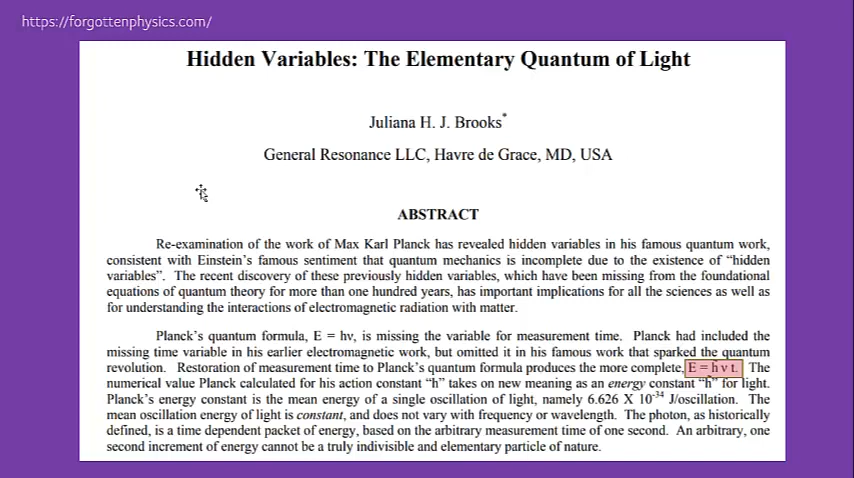 https://forgottenphysics.com/
Hidden Variables: The Elementary Quantum of Light
Juliana H. J. Brooks*
General Resonance LLC, Havre de Grace, MD, USA
ABSTRACT
Re-examination of the work of Max Karl Planck has revealed hidden variables in his famous quantum work,
consistent with Einstein's famous sentiment that quantum mechanics is incomplete due to the existence of “hidden
variables”. The recent discovery of these previously hidden variables, which have been missing from the foundational
equations of quantum theory for more than one hundred years, has important implications for all the sciences as well as
for understanding the interactions of electromagnetic radiation with matter.
Planck's quantum formula, E = hν, is missing the variable for measurement time. Planck had included the
missing time variable in his earlier electromagnetic work, but omitted it in his famous work that sparked the quantum
revolution. Restoration of measurement time to Planck's quantum formula produces the more complete, E = h̃ ν t. The
numerical value Planck calculated for his action constant “h” takes on new meaning as an energy constant “h̃” for light.
Planck's energy constant is the mean energy of a single oscillation of light, namely 6.626 X 10⁻³⁴ J/oscillation. The
mean oscillation energy of light is constant, and does not vary with frequency or wavelength. The photon, as historically
defined, is a time dependent packet of energy, based on the arbitrary measurement time of one second. An arbitrary, one
second increment of energy cannot be a truly indivisible and elementary particle of nature.